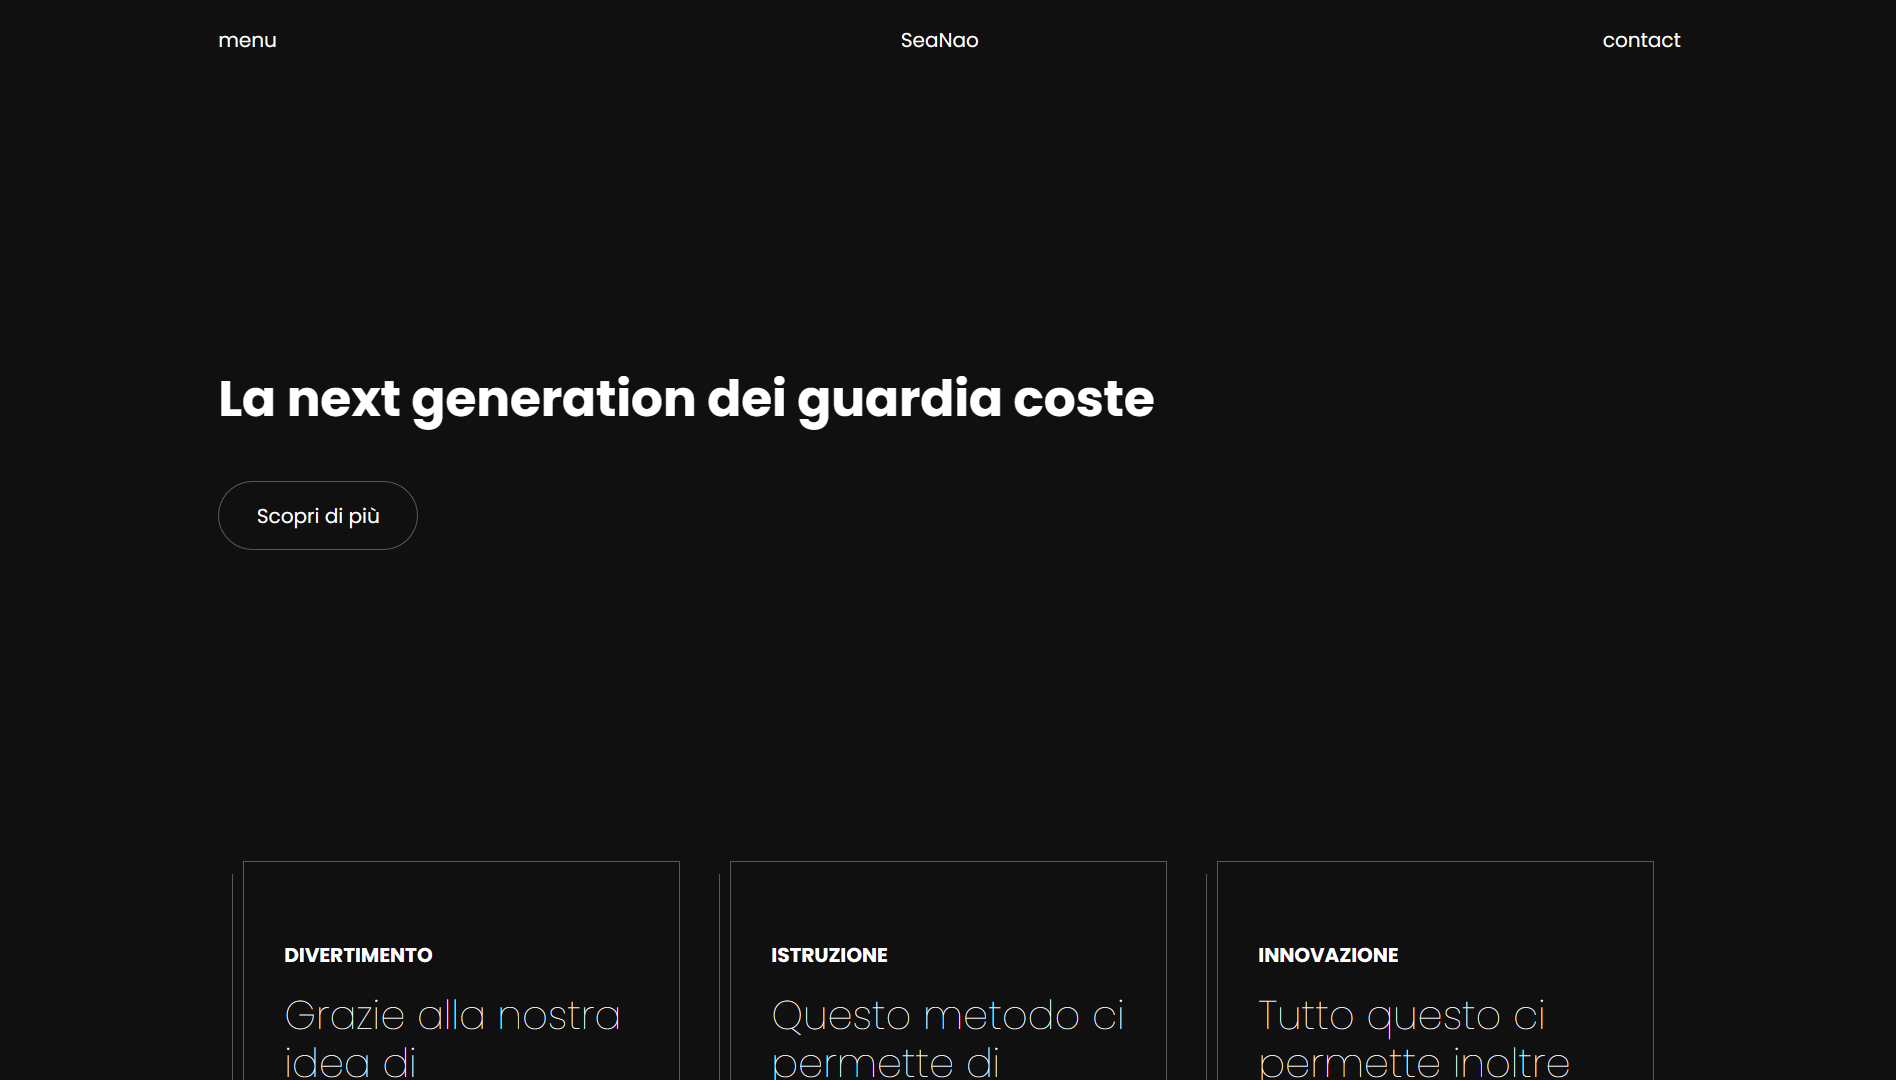 menu
SeaNao
contact
La next generation dei guardia coste
Scopri di più
DIVERTIMENTO
Grazie alla nostra
idea di
ISTRUZIONE
Questo metodo ci
permette di
INNOVAZIONE
Tutto questo ci
permette inoltre